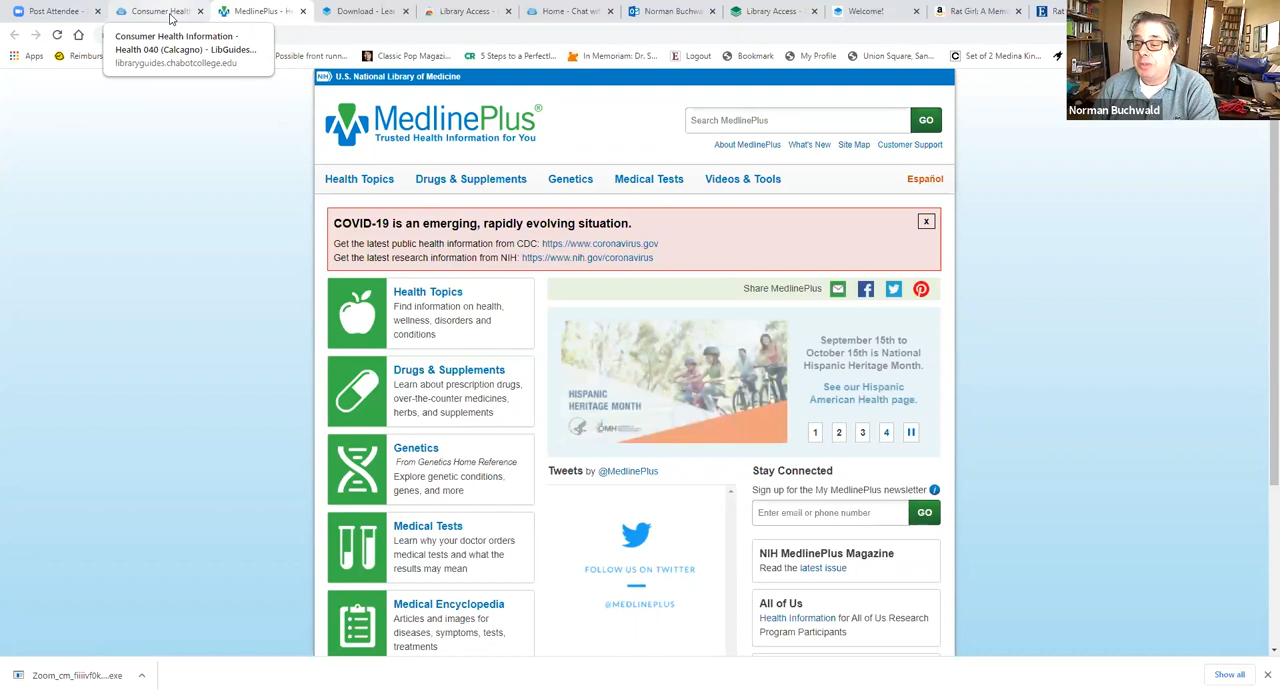 Post Attendee -
Consumer Healt
MedlinePlus - He
Download - Lea
Library Access -
Home - Chat wit
Norman Buchwa
Library Access -
Welcome!
Rat Girl: A Mem
Rat
Consumer Health Information -
Health 040 (Calcagno) - LibGuides...
libraryguides.chabotcollege.edu
Apps
Reimburs
Possible front runn...
Classic Pop Magazi...
5 Steps to a Perfectl...
In Memoriam: Dr. S...
Logout
Bookmark
My Profile
Union Square, San...
Set of 2 Medina Kin...
Norman Buchwald
NIH U.S. National Library of Medicine
MedlinePlus®
Trusted Health Information for You
Search MedlinePlus
GO
About MedlinePlus What's New Site Map Customer Support
Health Topics Drugs & Supplements Genetics Medical Tests Videos & Tools Español
COVID-19 is an emerging, rapidly evolving situation.
x
Get the latest public health information from CDC: https://www.coronavirus.gov
Get the latest research information from NIH: https://www.nih.gov/coronavirus
Health Topics
Find information on health,
wellness, disorders and
conditions
Drugs & Supplements
Learn about prescription drugs,
over-the-counter medicines,
herbs, and supplements
Genetics
From Genetics Home Reference
Explore genetic conditions,
genes, and more
Medical Tests
Learn why your doctor orders
medical tests and what the
results may mean
Medical Encyclopedia
Articles and images for
diseases, symptoms, tests,
treatments
Share MedlinePlus
HISPANIC
HERITAGE MONTH
OMH
September 15th to
October 15th is National
Hispanic Heritage Month.
See our Hispanic
American Health page.
1 2 3 4
Tweets by @MedlinePlus
FOLLOW US ON TWITTER
@MEDLINEPLUS
Stay Connected
Sign up for the My MedlinePlus newsletter
Enter email or phone number
GO
NIH MedlinePlus Magazine
Read the latest issue
All of Us
Health Information for All of Us Research
Program Participants
Zoom_cm_fiiiivf0k....exe
Show all